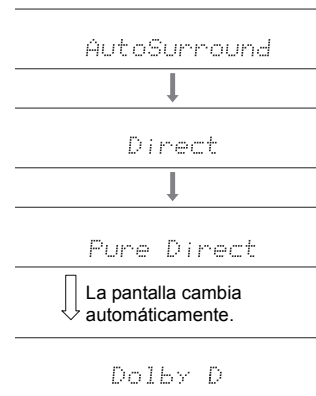 AutoSurround
Direct
Pure Direct
La pantalla cambia
automáticamente.
Dolby D